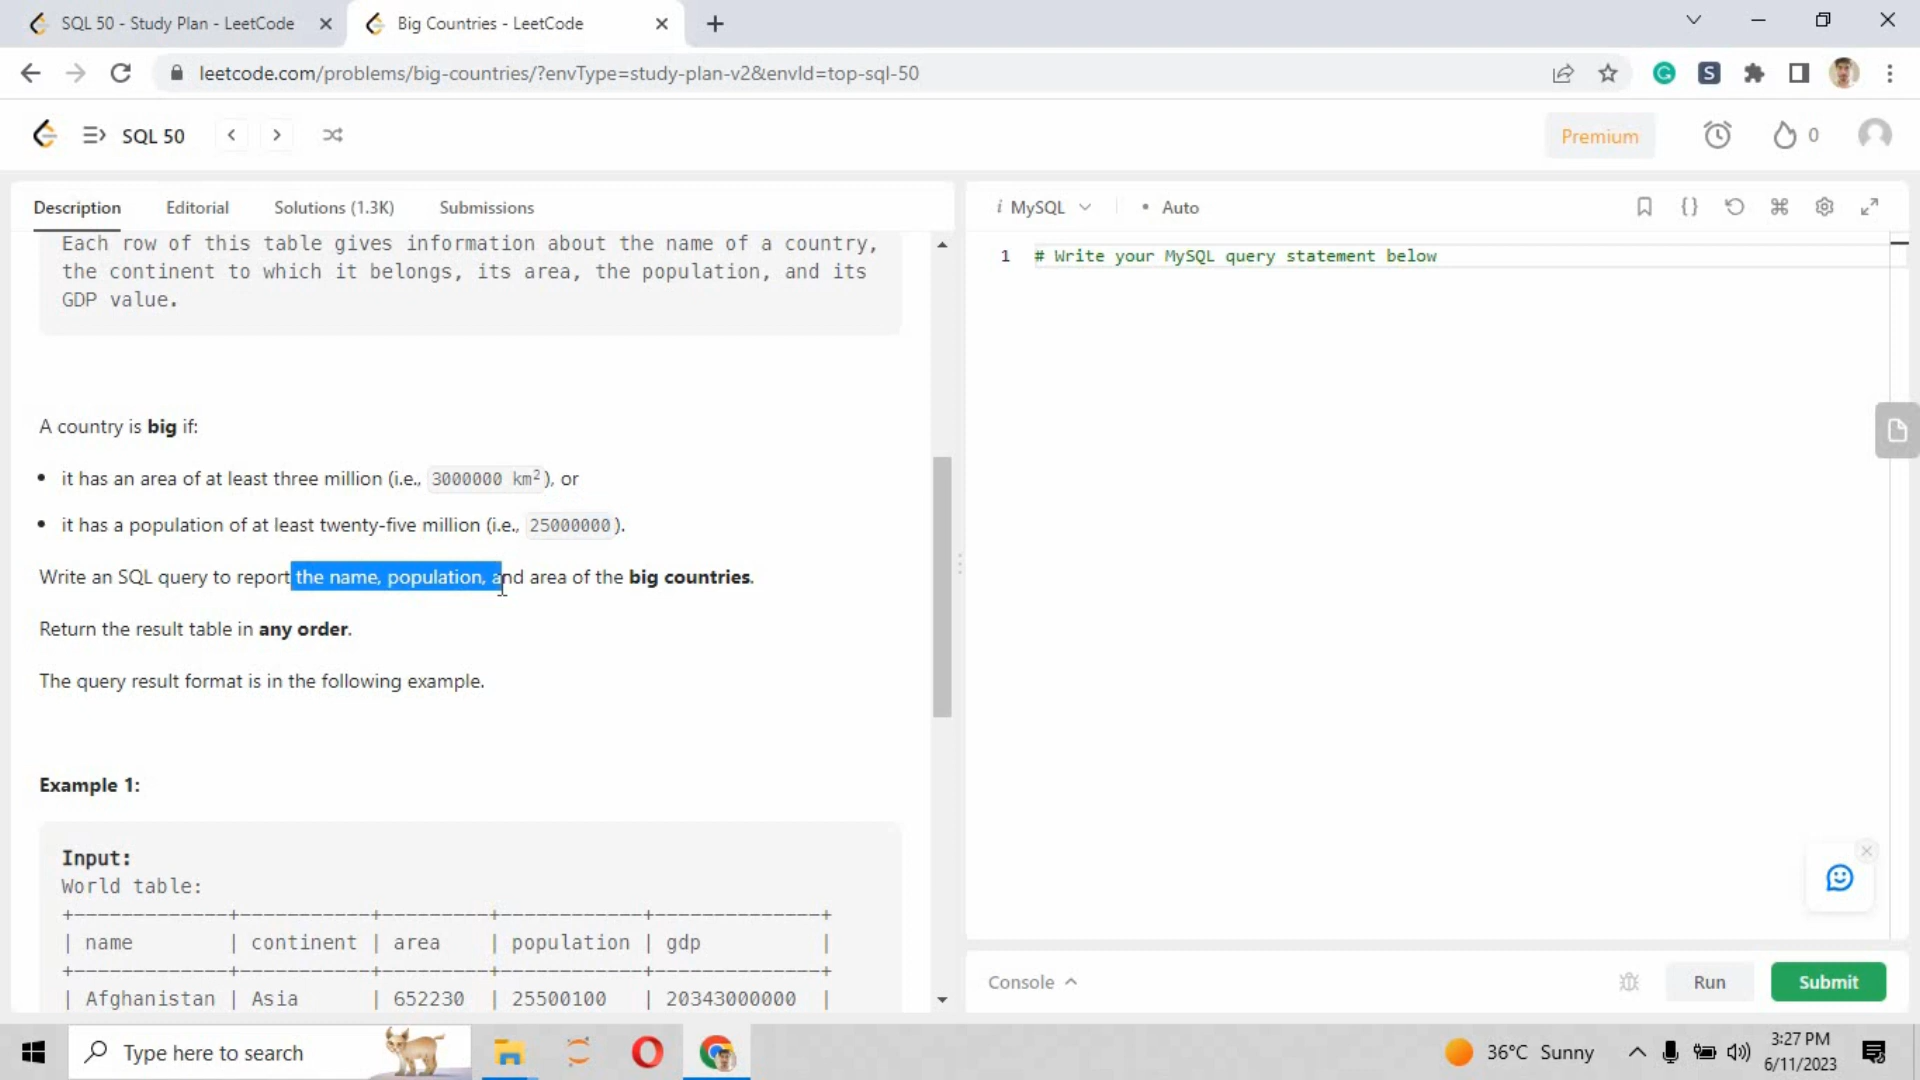 SQL 50 - Study Plan - LeetCode
Big Countries - LeetCode
leetcode.com/problems/big-countries/?envType=study-plan-v2&envId=top-sql-50
SQL 50
Premium
0
Description Editorial Solutions (1.3K) Submissions
Each row of this table gives information about the name of a country,
the continent to which it belongs, its area, the population, and its
GDP value.
A country is big if:
• it has an area of at least three million (i.e., 3000000 km²), or
• it has a population of at least twenty-five million (i.e., 25000000).
Write an SQL query to report the name, population, and area of the big countries.
Return the result table in any order.
The query result format is in the following example.
Example 1:
Input:
World table:
+-------------+-----------+---------+------------+--------------+
| name | continent | area | population | gdp |
+-------------+-----------+---------+------------+--------------+
| Afghanistan | Asia | 652230 | 25500100 | 20343000000 |
i MySQL • Auto
1 # Write your MySQL query statement below
Console Run Submit
Type here to search
36°C Sunny
3:27 PM
6/11/2023